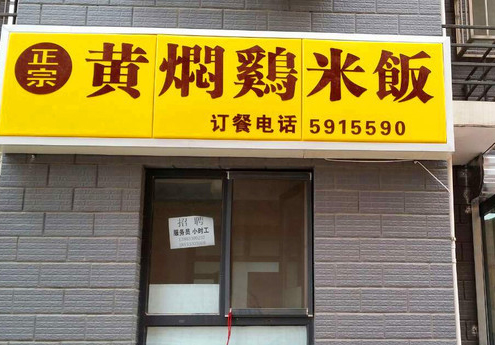 正宗
黄焖鷄米飯
订餐电话 5915590
招聘
服务员 小时工